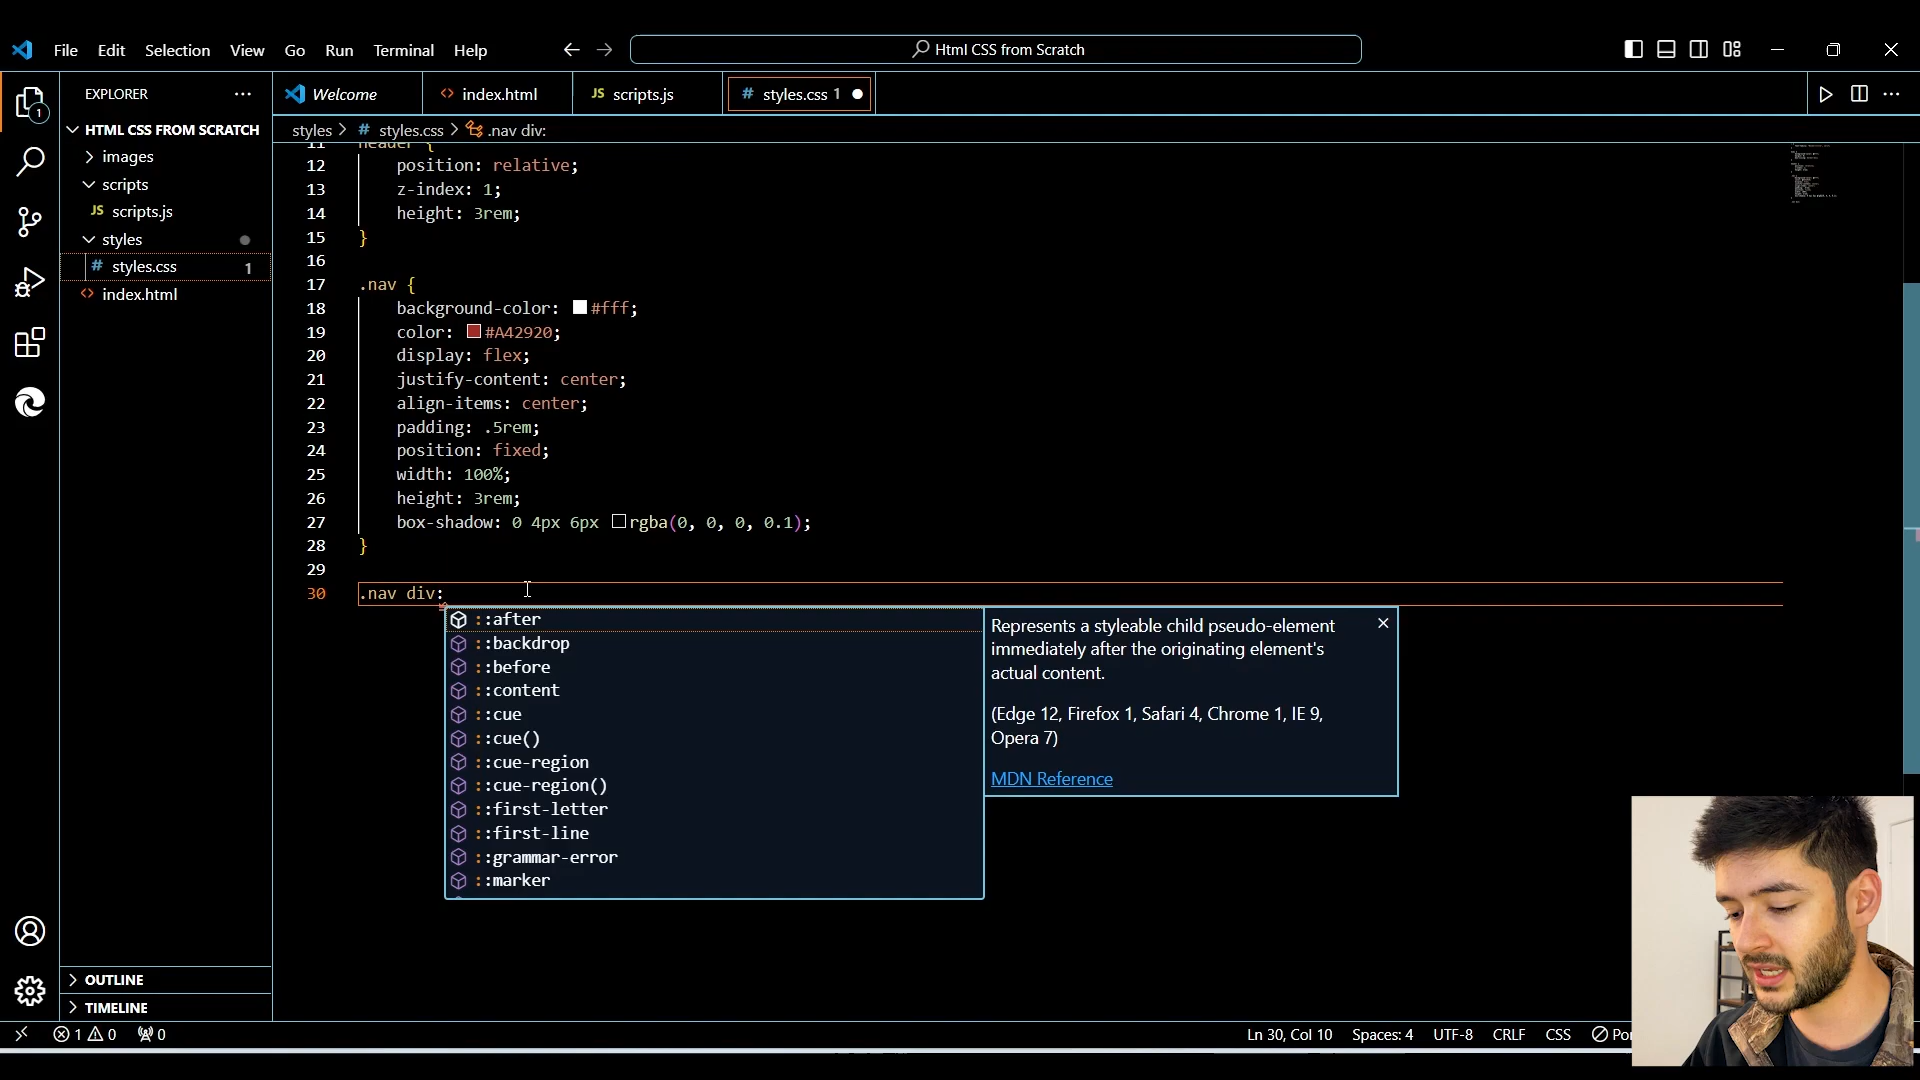 File Edit Selection View Go Run Terminal Help
Html CSS from Scratch
EXPLORER
1
HTML CSS FROM SCRATCH
images
scripts
JS scripts.js
styles
# styles.css 1
<> index.html
OUTLINE
TIMELINE
Welcome
<> index.html
JS scripts.js
# styles.css 1
styles > # styles.css > .nav div:
11 header {
12 position: relative;
13 z-index: 1;
14 height: 3rem;
15 }
16
17 .nav {
18 background-color: #fff;
19 color: #A42920;
20 display: flex;
21 justify-content: center;
22 align-items: center;
23 padding: .5rem;
24 position: fixed;
25 width: 100%;
26 height: 3rem;
27 box-shadow: 0 4px 6px rgba(0, 0, 0, 0.1);
28 }
29
30 .nav div:
::after
::backdrop
::before
::content
::cue
::cue()
::cue-region
::cue-region()
::first-letter
::first-line
::grammar-error
::marker
Represents a styleable child pseudo-element
immediately after the originating element's
actual content.
(Edge 12, Firefox 1, Safari 4, Chrome 1, IE 9,
Opera 7)
MDN Reference
1 0 0
Ln 30, Col 10 Spaces: 4 UTF-8 CRLF CSS